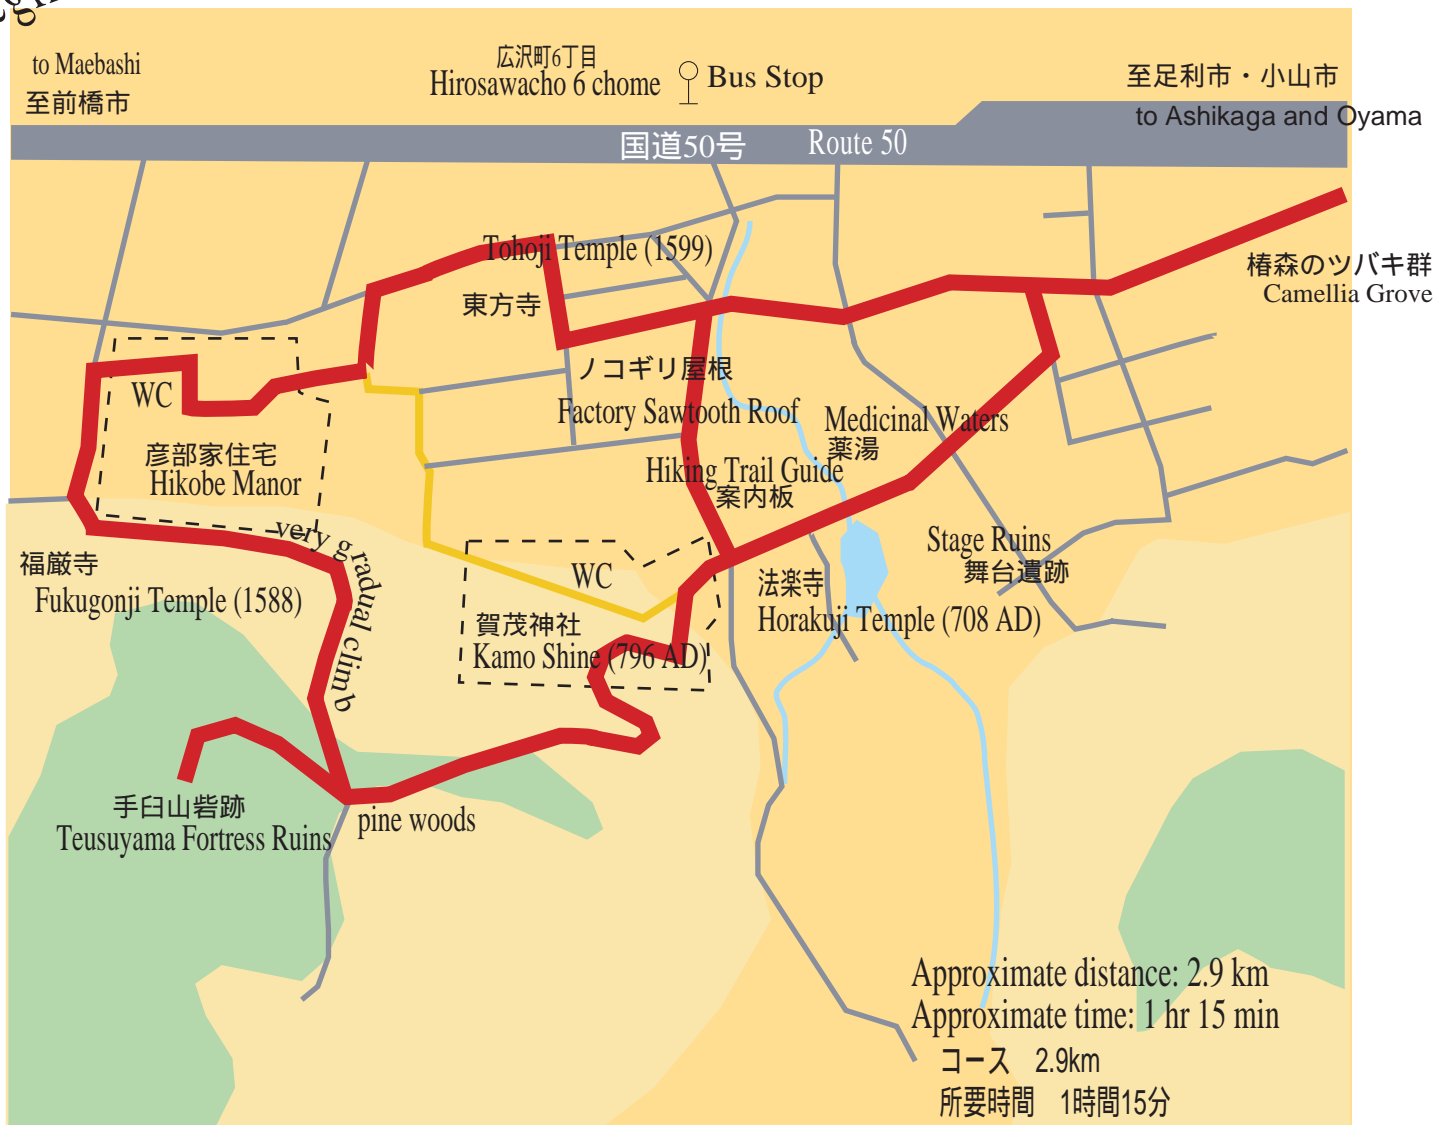 to Maebashi
至前橋市
広沢町6丁目
Hirosawacho 6 chome
Bus Stop
至足利市・小山市
to Ashikaga and Oyama
国道50号
Route 50
Tohoji Temple (1599)
東方寺
椿森のツバキ群
Camellia Grove
ノコギリ屋根
Factory Sawtooth Roof
Medicinal Waters
薬湯
WC
彦部家住宅
Hikobe Manor
Hiking Trail Guide
案内板
very gradual climb
福厳寺
Fukugonji Temple (1588)
WC
賀茂神社
Kamo Shine (796 AD)
法楽寺
Horakuji Temple (708 AD)
Stage Ruins
舞台遺跡
手臼山砦跡
Teusuyama Fortress Ruins
pine woods
Approximate distance: 2.9 km
Approximate time: 1 hr 15 min
コース 2.9km
所要時間 1時間15分